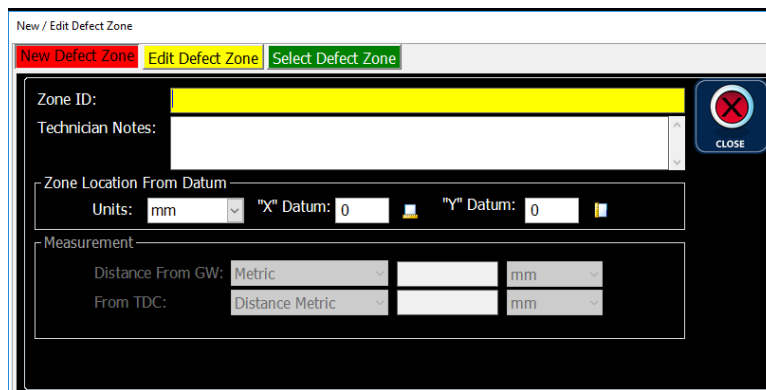 New / Edit Defect Zone
New Defect Zone Edit Defect Zone Select Defect Zone
Zone ID:
Technician Notes:
CLOSE
Zone Location From Datum
Units: mm "X" Datum: 0 "Y" Datum: 0
Measurement
Distance From GW: Metric mm
From TDC: Distance Metric mm